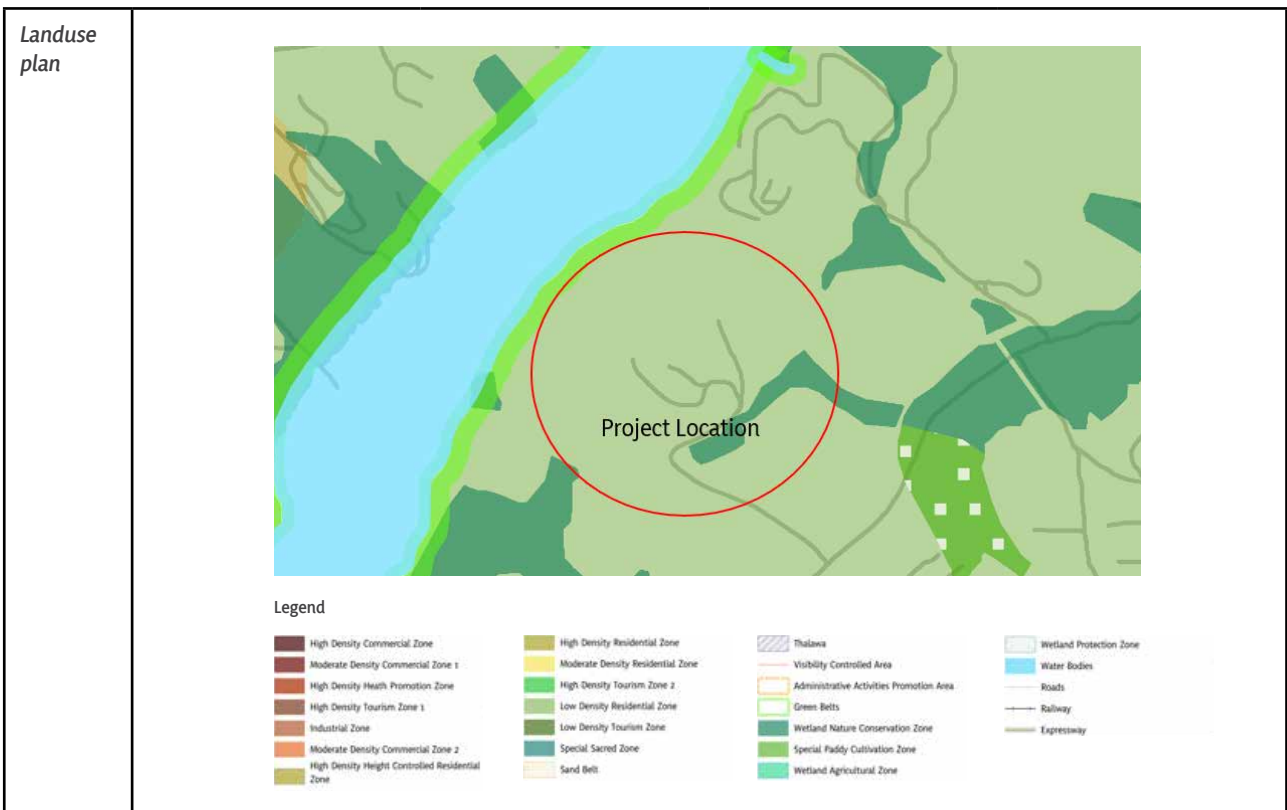 Landuse
plan
Project Location
Legend
High Density Commercial Zone
Moderate Density Commercial Zone 1
High Density Heath Promotion Zone
High Density Tourism Zone 1
Industrial Zone
Moderate Density Commercial Zone 2
High Density Height Controlled Residential
Zone
High Density Residential Zone
Moderate Density Residential Zone
High Density Tourism Zone 2
Low Density Residential Zone
Low Density Tourism Zone
Special Sacred Zone
Sand Belt
Thalawa
Visibility Controlled Area
Administrative Activities Promotion Area
Green Belts
Wetland Nature Conservation Zone
Special Paddy Cultivation Zone
Wetland Agricultural Zone
Wetland Protection Zone
Water Bodies
Roads
Railway
Expressway